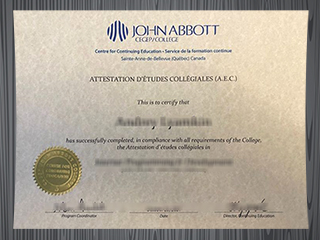 JOHN ABBOTT
CEGEP/COLLEGE
Centre for Continuing Education - Service de la formation continue
Sainte-Anne-de-Bellevue (Québec) Canada
ATTESTATION D'ÉTUDES COLLÉGIALES (A.E.C.)
This is to certify that
has successfully completed, in compliance with all requirements of the College,
the Attestation d'études collégiales in
Program Coordinator
Date
Director, Continuing Education